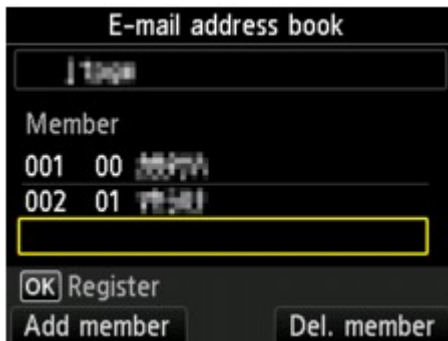 E-mail address book
Member
001 00
002 01
OK Register
Add member Del. member